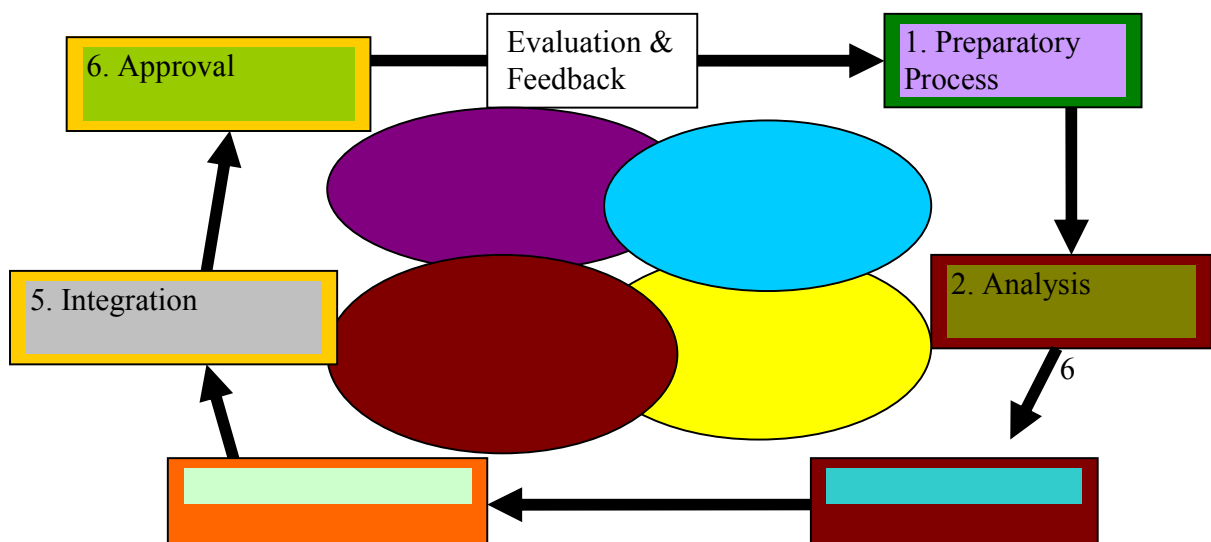 Evaluation &
Feedback
1. Preparatory
Process
6. Approval
2. Analysis
5. Integration
6